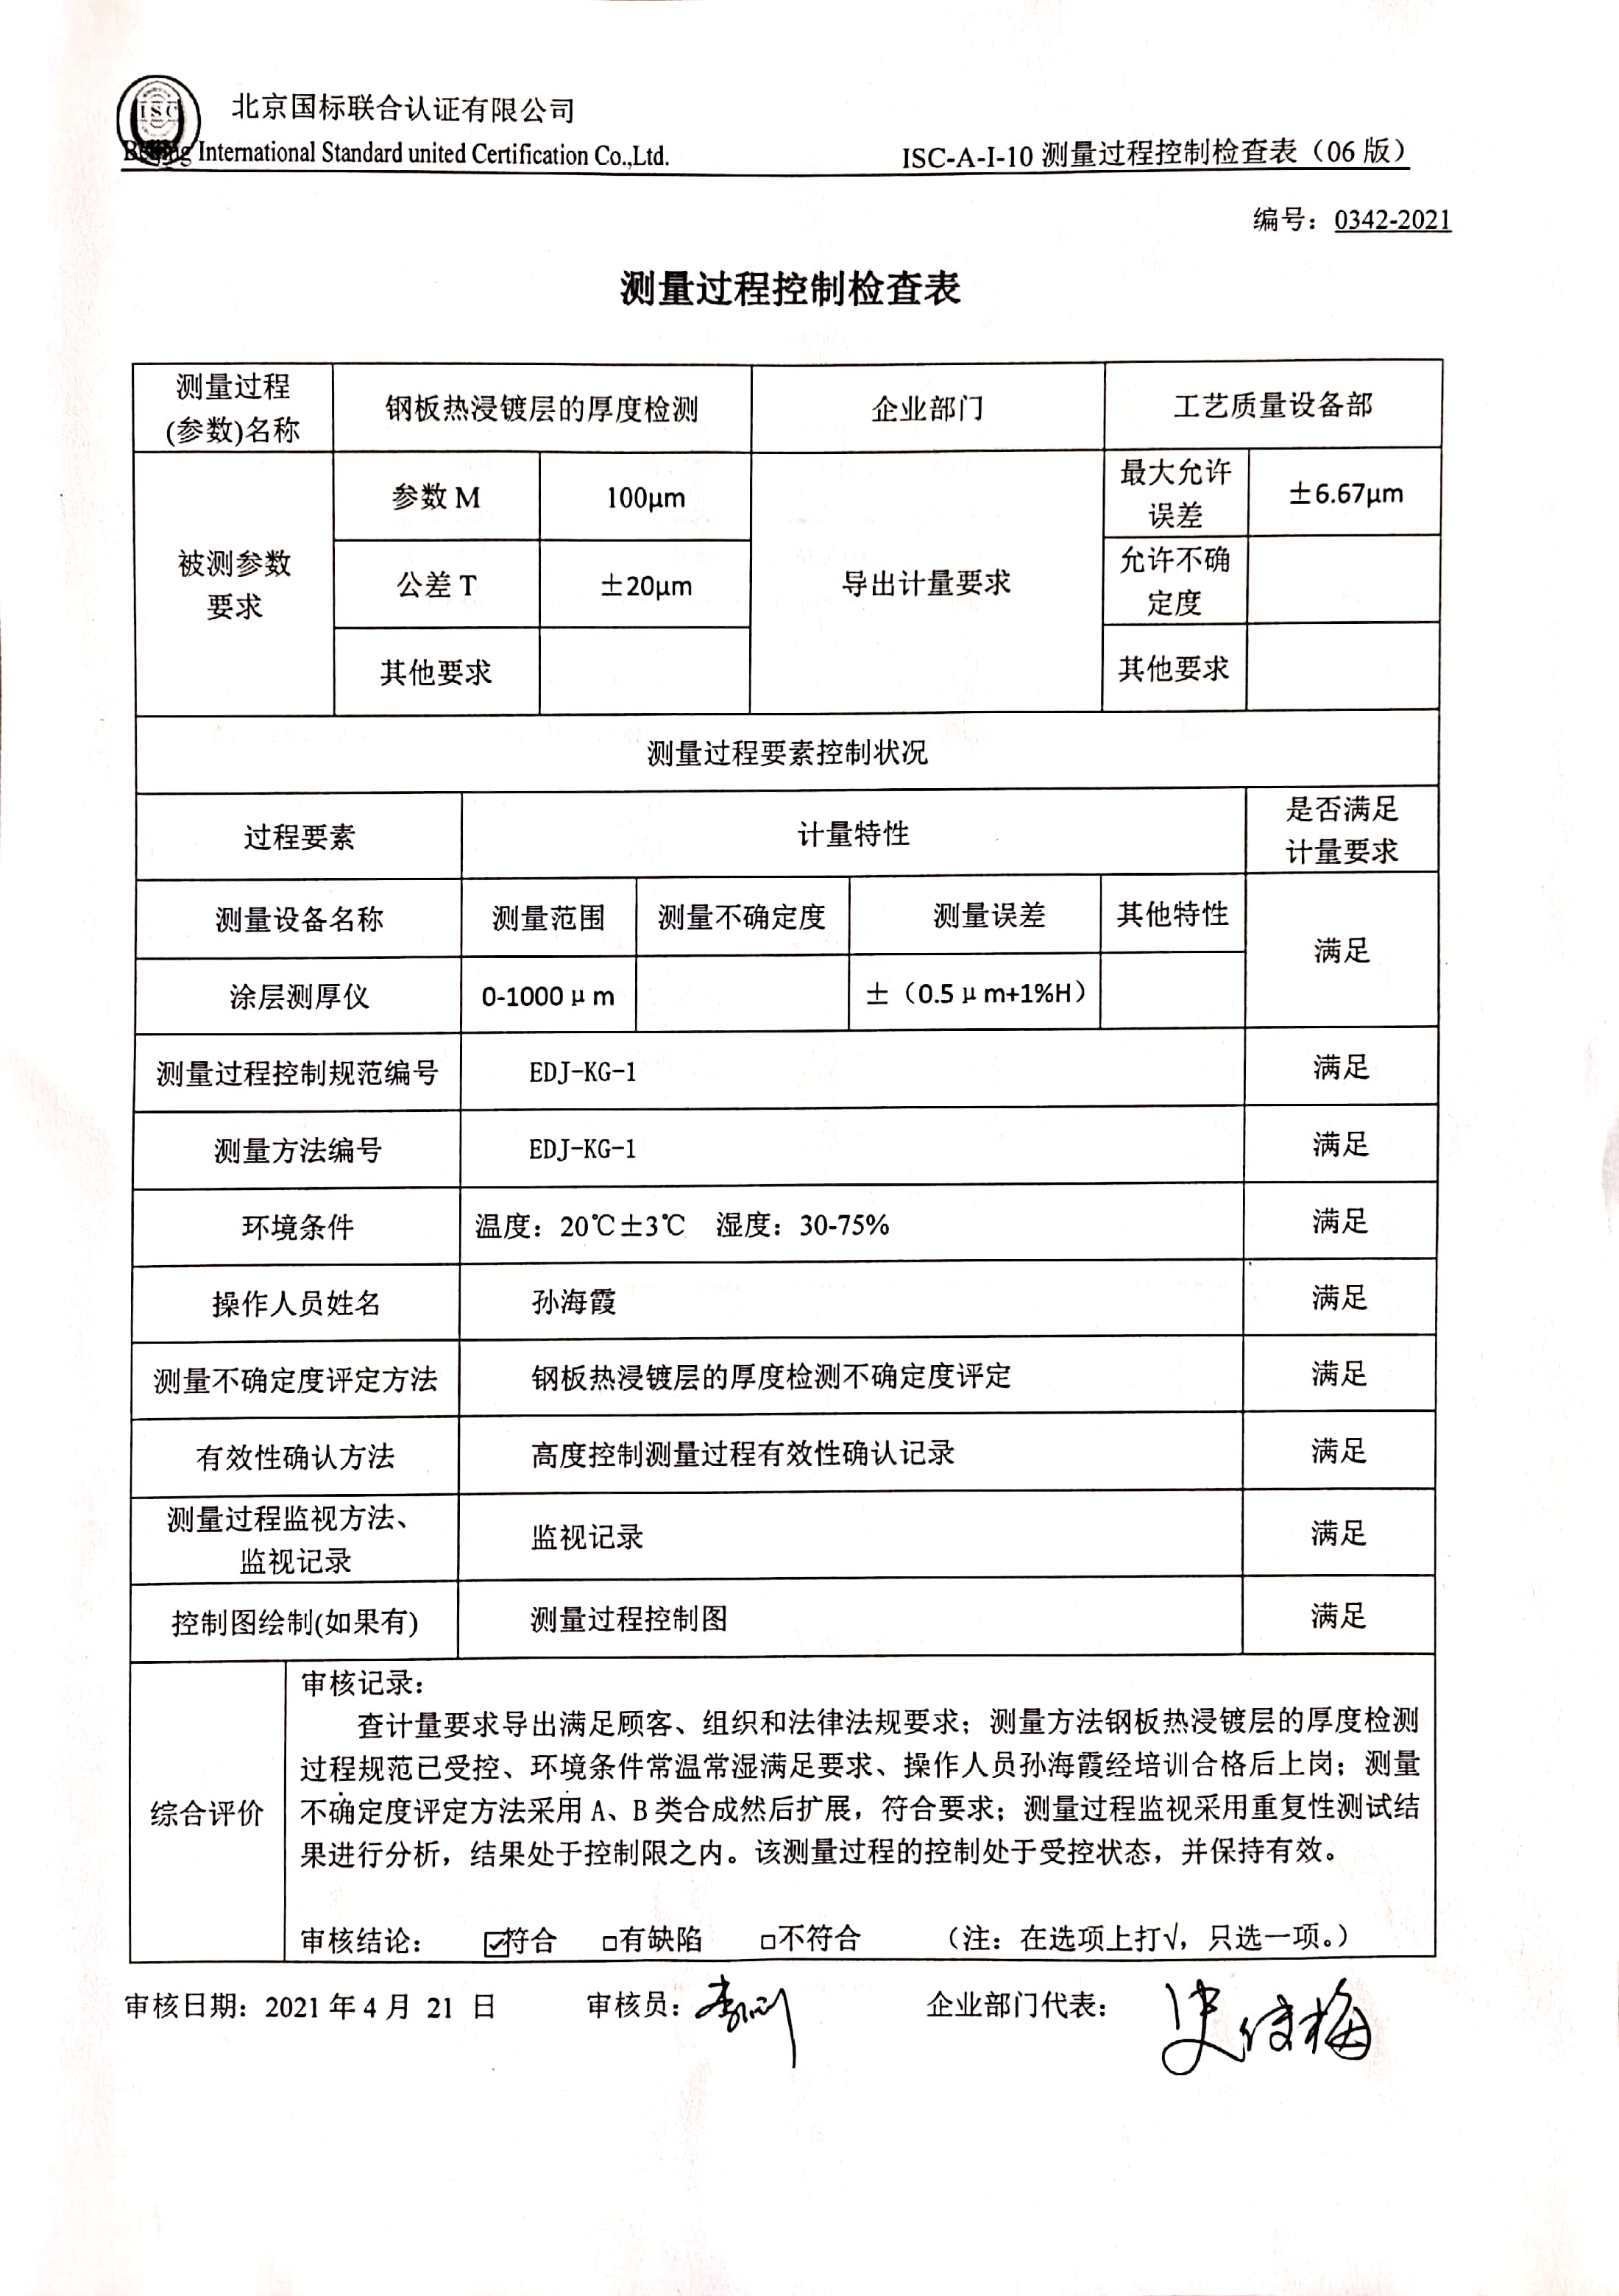 ISC
北京国标联合认证有限公司
Beijing International Standard united Certification Co.,Ltd.
ISC-A-I-10 测量过程控制检查表（06 版）
编号：0342-2021
测量过程控制检查表
测量过程
(参数)名称
钢板热浸镀层的厚度检测
企业部门
工艺质量设备部
被测参数
要求
参数 M
100μm
导出计量要求
最大允许
误差
±6.67μm
公差 T
±20μm
允许不确
定度
其他要求
其他要求
测量过程要素控制状况
过程要素
计量特性
是否满足
计量要求
测量设备名称
测量范围
测量不确定度
测量误差
其他特性
满足
涂层测厚仪
0-1000 μ m
±（0.5 μ m+1%H）
测量过程控制规范编号
EDJ-KG-1
满足
测量方法编号
EDJ-KG-1
满足
环境条件
温度：20℃±3℃ 湿度：30-75%
满足
操作人员姓名
孙海霞
满足
测量不确定度评定方法
钢板热浸镀层的厚度检测不确定度评定
满足
有效性确认方法
高度控制测量过程有效性确认记录
满足
测量过程监视方法、
监视记录
监视记录
满足
控制图绘制(如果有)
测量过程控制图
满足
综合评价
审核记录：
查计量要求导出满足顾客、组织和法律法规要求；测量方法钢板热浸镀层的厚度检测
过程规范已受控、环境条件常温常湿满足要求、操作人员孙海霞经培训合格后上岗；测量
不确定度评定方法采用 A、B 类合成然后扩展，符合要求；测量过程监视采用重复性测试结
果进行分析，结果处于控制限之内。该测量过程的控制处于受控状态，并保持有效。
审核结论： ☑符合 □有缺陷 □不符合 （注：在选项上打√，只选一项。）
审核日期：2021 年 4 月 21 日 审核员： 企业部门代表：